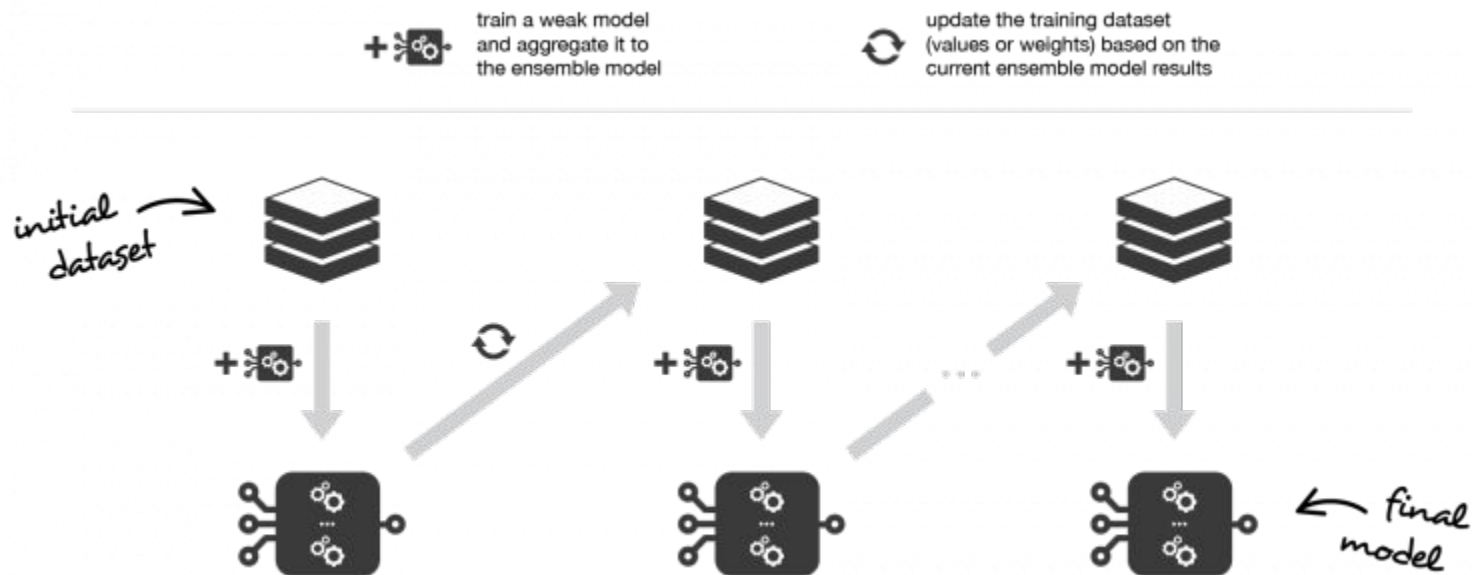 train a weak model
and aggregate it to
the ensemble model
update the training dataset
(values or weights) based on the
current ensemble model results
initial
dataset
...
final
model